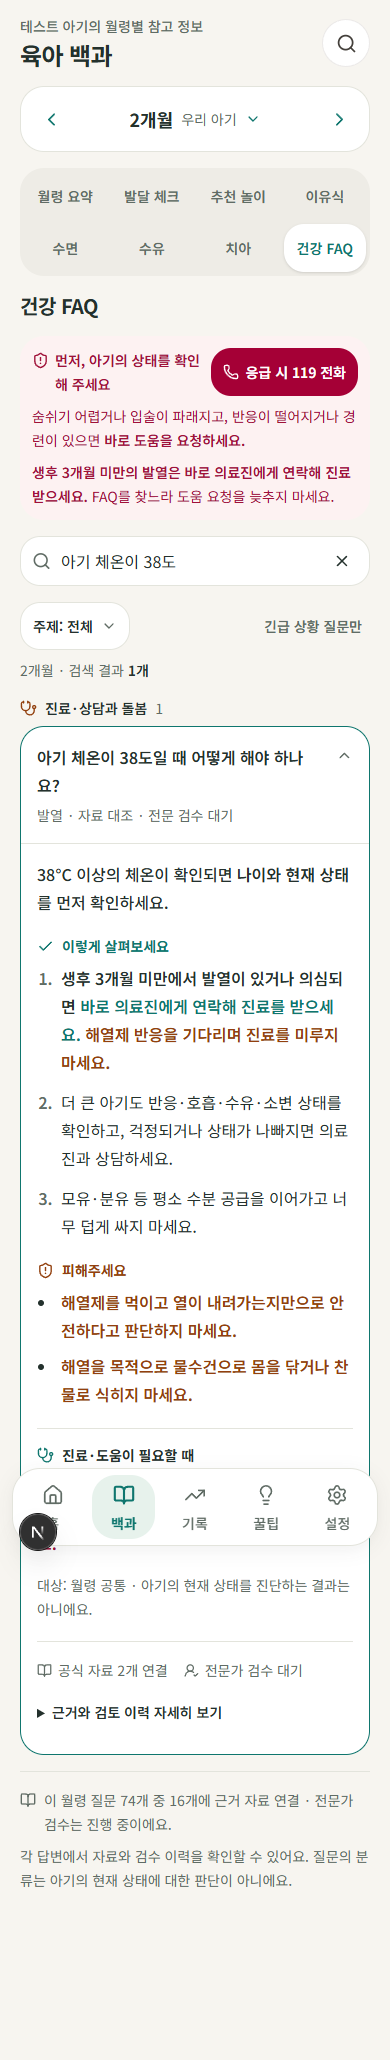 테스트 아기의 월령별 참고 정보
육아 백과
2개월 우리 아기
월령 요약 발달 체크 추천 놀이 이유식
수면 수유 치아 건강 FAQ
건강 FAQ
먼저, 아기의 상태를 확인
해 주세요
응급 시 119 전화
숨쉬기 어렵거나 입술이 파래지고, 반응이 떨어지거나 경
련이 있으면 바로 도움을 요청하세요.
생후 3개월 미만의 발열은 바로 의료진에게 연락해 진료
받으세요. FAQ를 찾느라 도움 요청을 늦추지 마세요.
아기 체온이 38도
주제: 전체
긴급 상황 질문만
2개월 · 검색 결과 1개
진료·상담과 돌봄 1
아기 체온이 38도일 때 어떻게 해야 하나
요?
발열 · 자료 대조 · 전문 검수 대기
38°C 이상의 체온이 확인되면 나이와 현재 상태
를 먼저 확인하세요.
이렇게 살펴보세요
1. 생후 3개월 미만에서 발열이 있거나 의심되
면 바로 의료진에게 연락해 진료를 받으세
요. 해열제 반응을 기다리며 진료를 미루지
마세요.
2. 더 큰 아기도 반응·호흡·수유·소변 상태를
확인하고, 걱정되거나 상태가 나빠지면 의료
진과 상담하세요.
3. 모유·분유 등 평소 수분 공급을 이어가고 너
무 덥게 싸지 마세요.
피해주세요
해열제를 먹이고 열이 내려가는지만으로 안
전하다고 판단하지 마세요.
해열을 목적으로 물수건으로 몸을 닦거나 찬
물로 식히지 마세요.
진료·도움이 필요할 때
백과 기록 꿀팁 설정
N
대상: 월령 공통 · 아기의 현재 상태를 진단하는 결과는
아니에요.
공식 자료 2개 연결 전문가 검수 대기
근거와 검토 이력 자세히 보기
이 월령 질문 74개 중 16개에 근거 자료 연결 · 전문가
검수는 진행 중이에요.
각 답변에서 자료와 검수 이력을 확인할 수 있어요. 질문의 분
류는 아기의 현재 상태에 대한 판단이 아니에요.